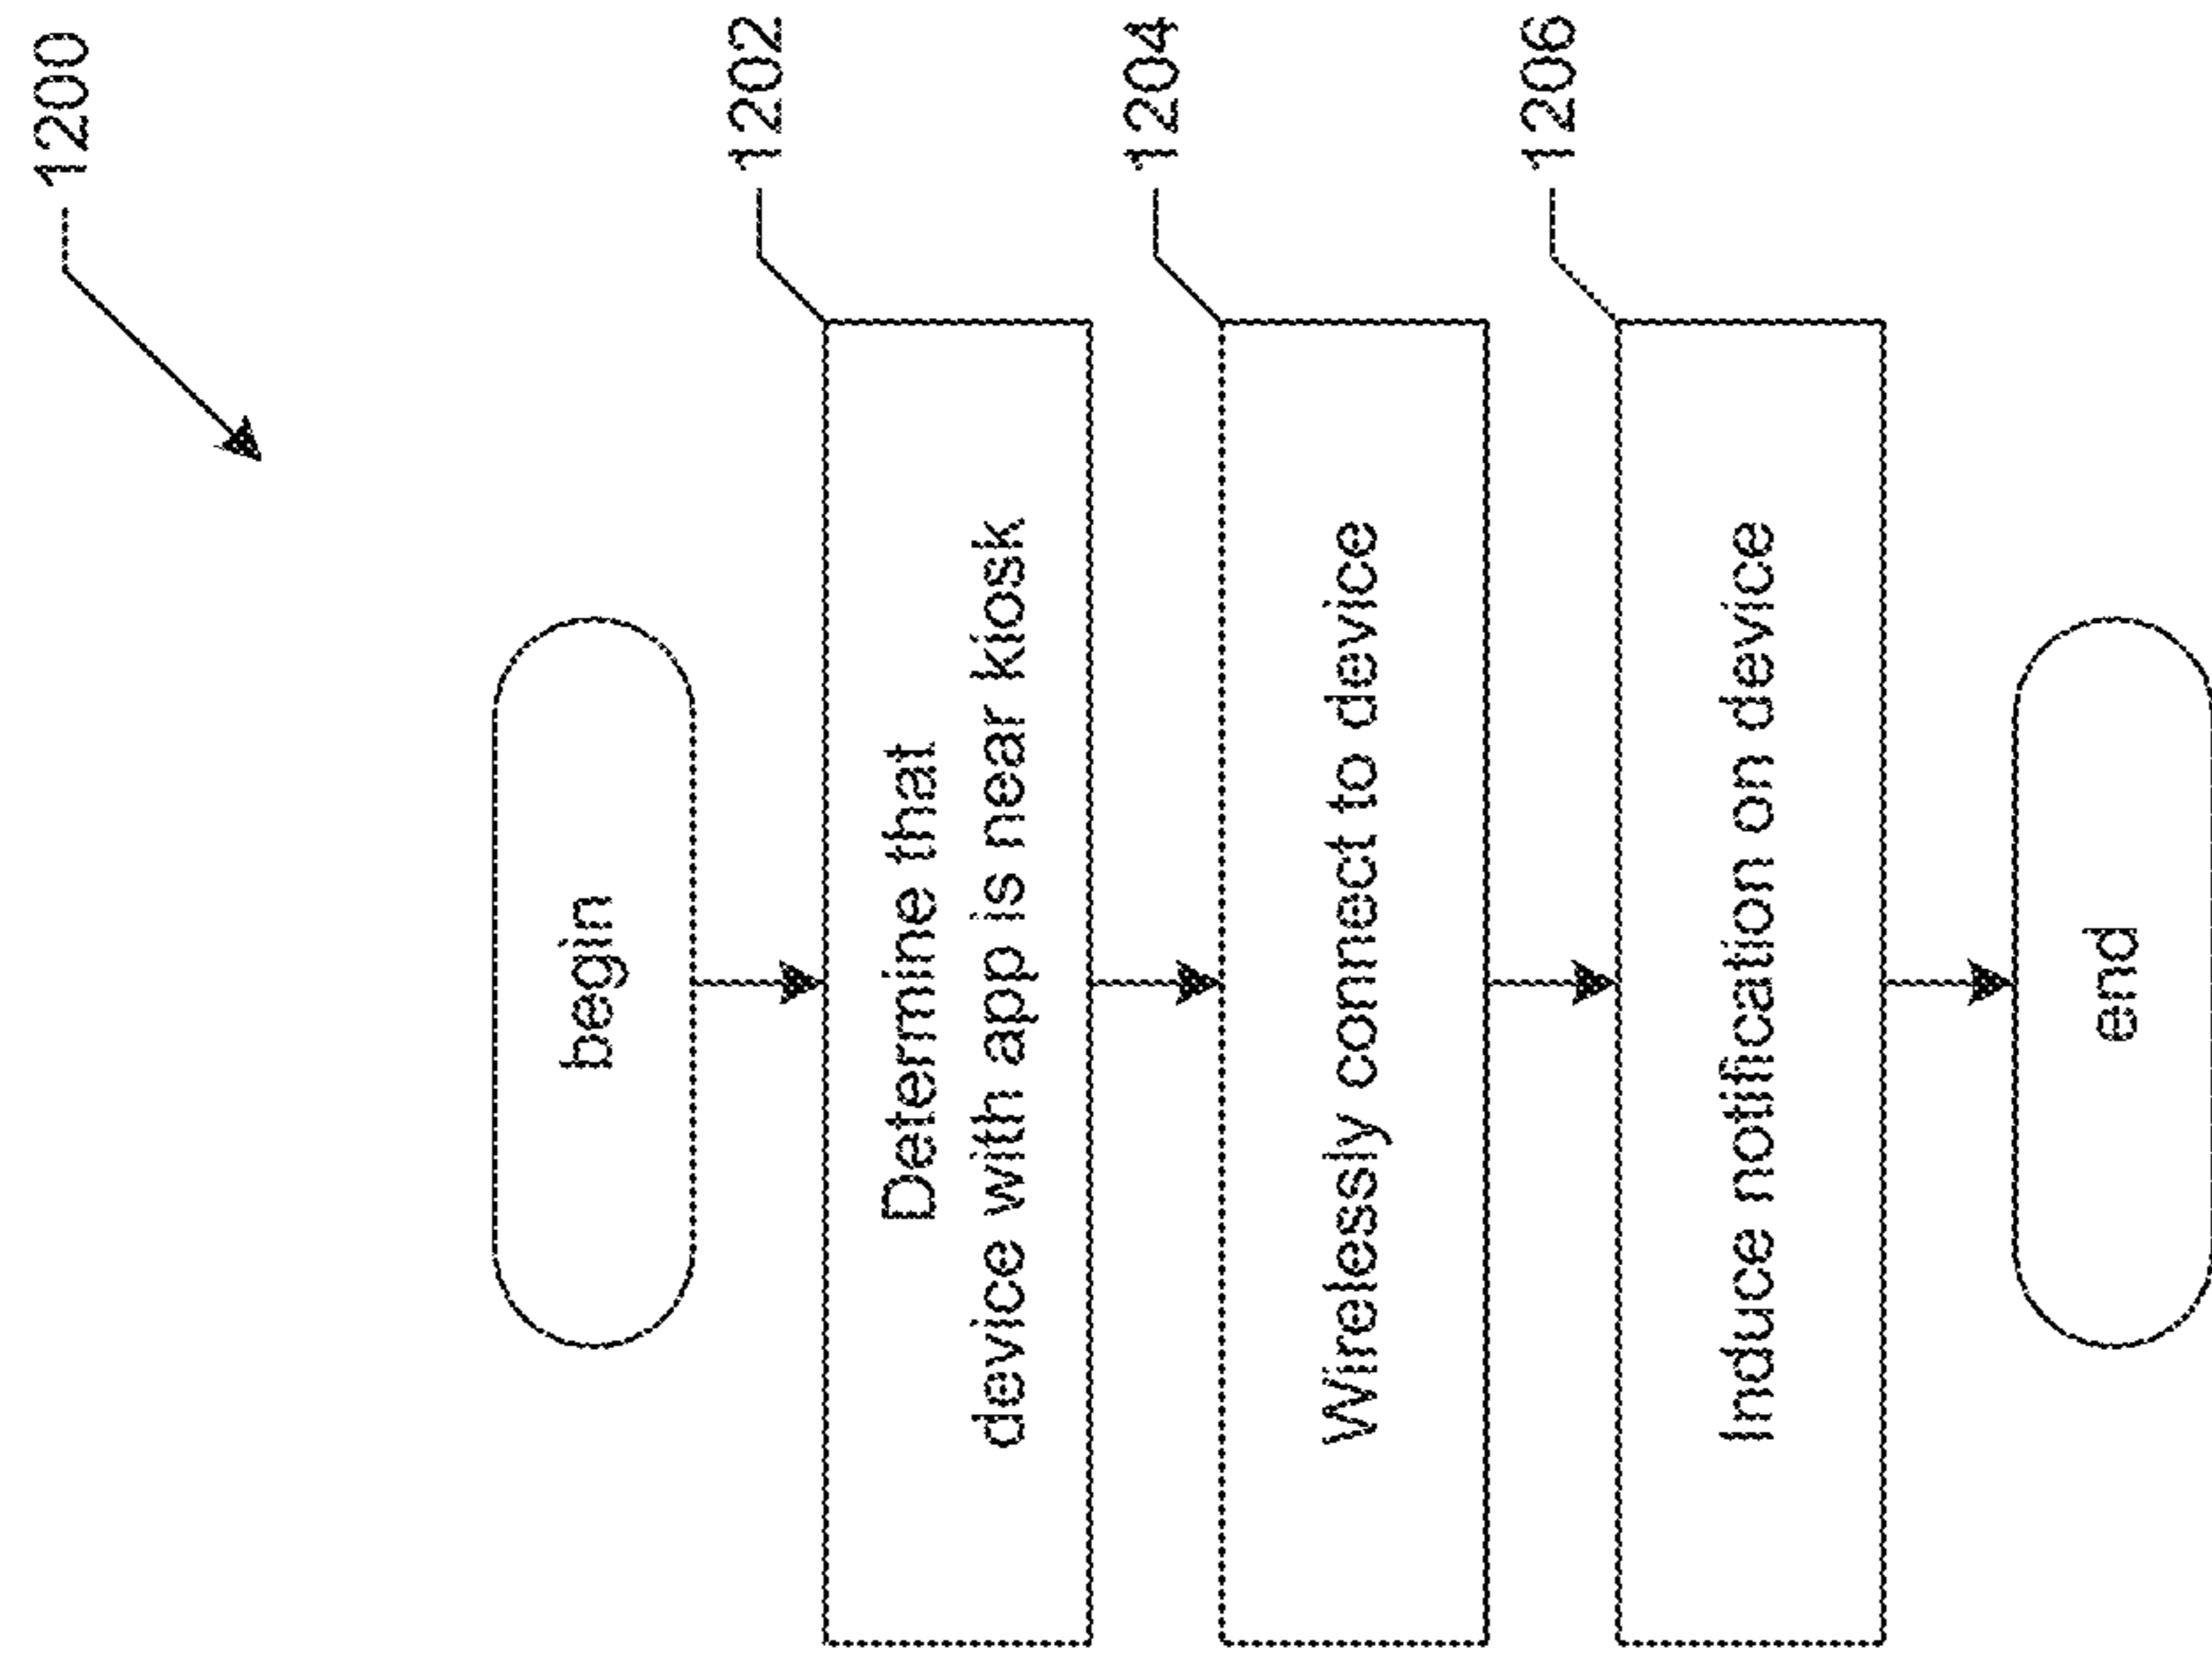 1200
begin
1202
Determine that
device with app is near kiosk
1204
Wirelessly connect to device
1206
Induce notification on device
end